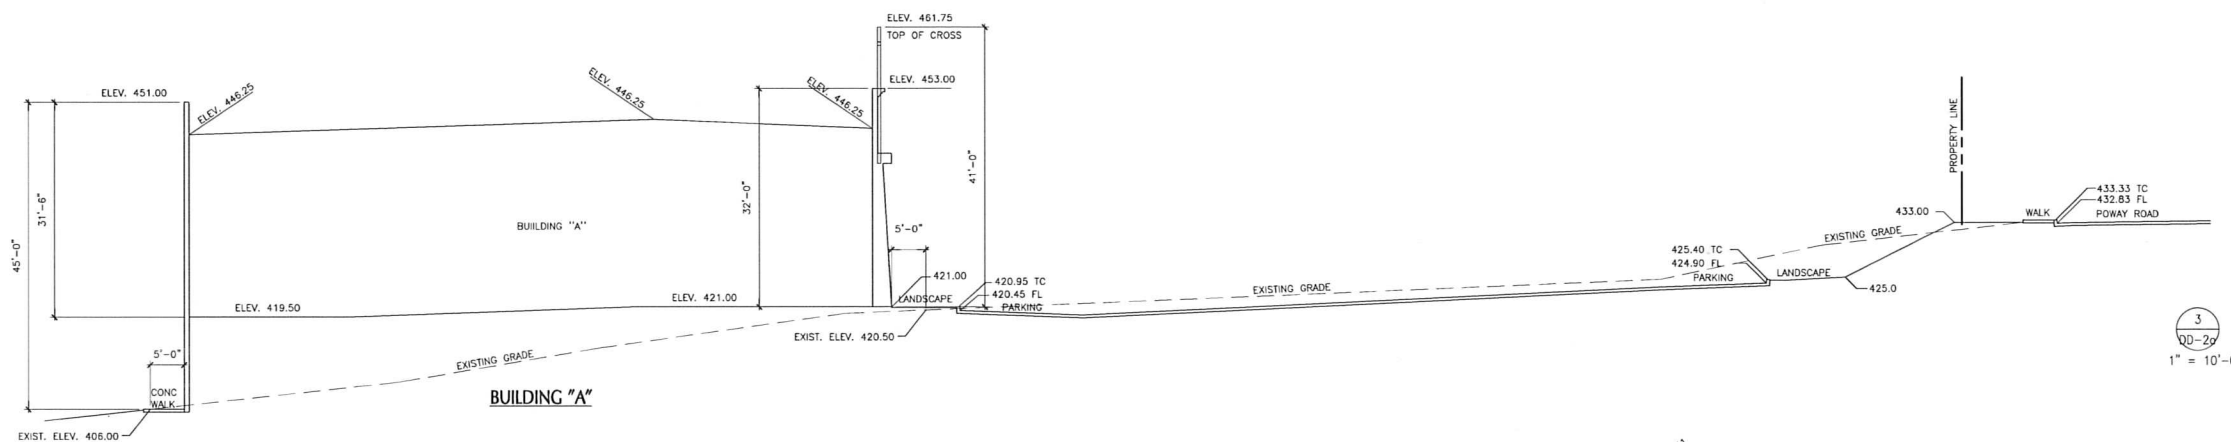 ELEV. 461.75
TOP OF CROSS
ELEV. 451.00
ELEV. 446.25
ELEV. 446.25
ELEV. 446.25
ELEV. 453.00
45'-0"
31'-6"
32'-0"
41'-0"
BUILDING "A"
5'-0"
PROPERTY LINE
433.00
WALK
433.33 TC
432.83 FL
POWAY ROAD
EXISTING GRADE
425.40 TC
424.90 FL
PARKING
LANDSCAPE
425.0
421.00
LANDSCAPE
420.95 TC
420.45 FL
PARKING
EXISTING GRADE
ELEV. 419.50
ELEV. 421.00
EXIST. ELEV. 420.50
5'-0"
CONC
WALK
EXISTING GRADE
EXIST. ELEV. 406.00
BUILDING "A"
3
DD-2a
1" = 10'-